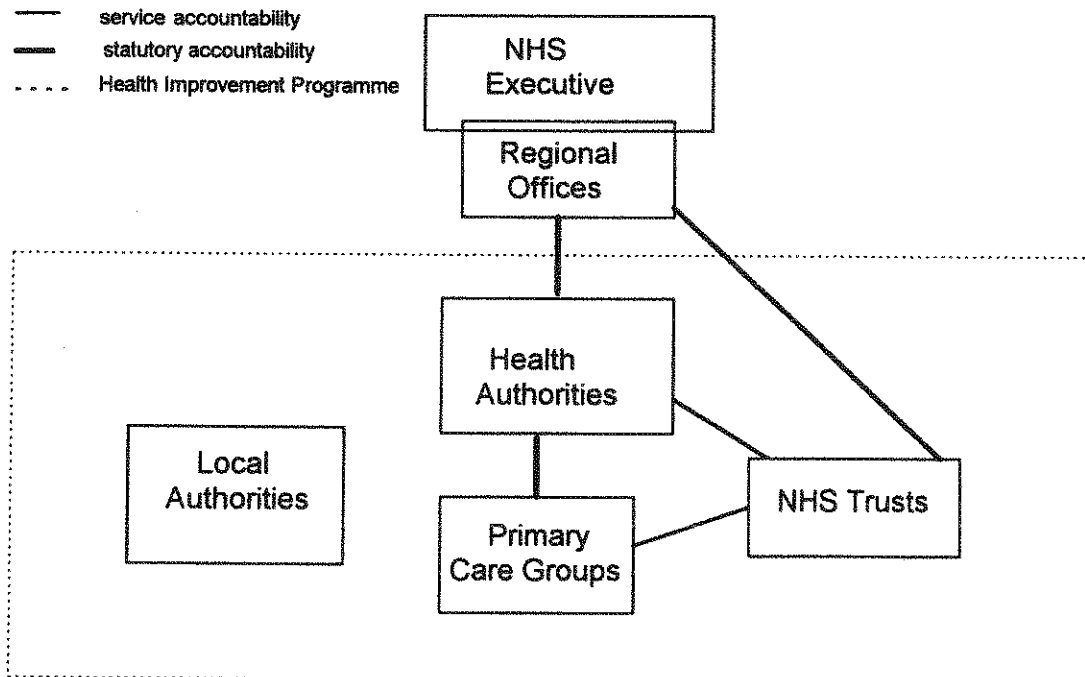 service accountability
statutory accountability
Health Improvement Programme
NHS
Executive
Regional
Offices
Health
Authorities
Local
Authorities
NHS Trusts
Primary
Care Groups